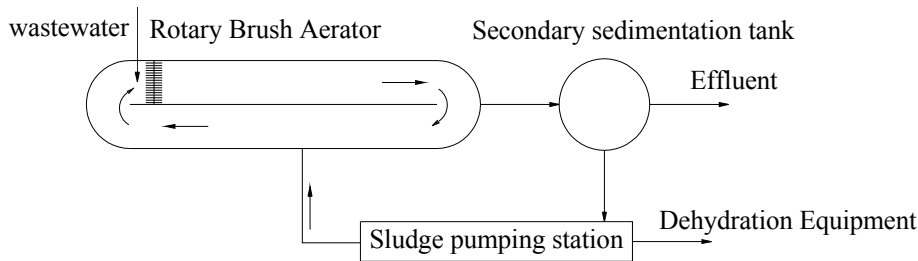 wastewater
Rotary Brush Aerator
Secondary sedimentation tank
Effluent
Dehydration Equipment
Sludge pumping station